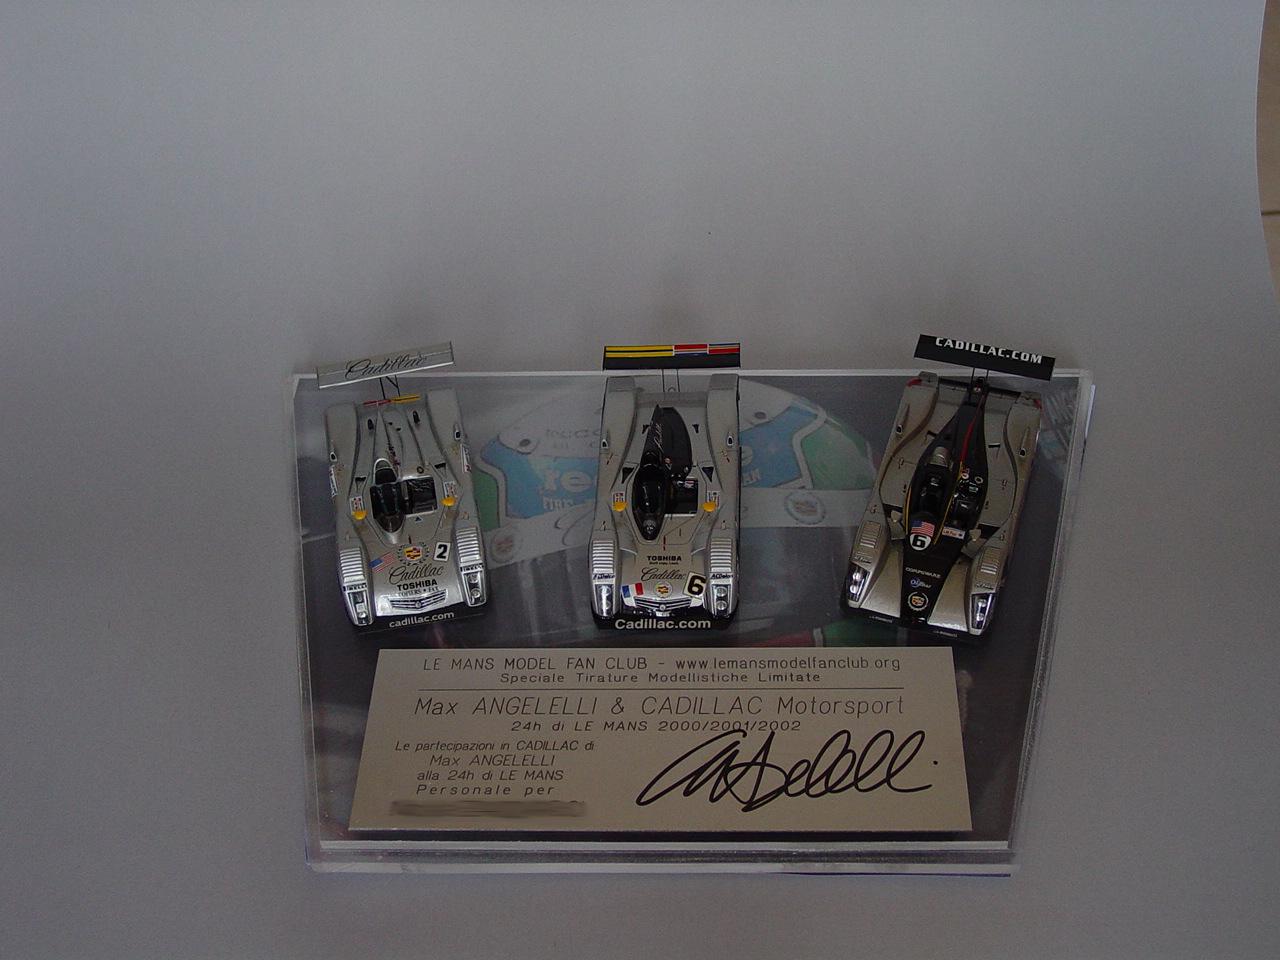 Cadillac
CADILLAC.COM
2
Cadillac
TOSHIBA
COPIERS • FAX
cadillac.com
TOSHIBA
Cadillac
6
Cadillac.com
6
LE MANS MODEL FAN CLUB - www.lemansmodelfanclub.org
Speciale Tirature Modellistiche Limitate
Max ANGELELLI & CADILLAC Motorsport
24h di LE MANS 2000/2001/2002
Le partecipazioni in CADILLAC di
Max ANGELELLI
alla 24h di LE MANS
Personale per